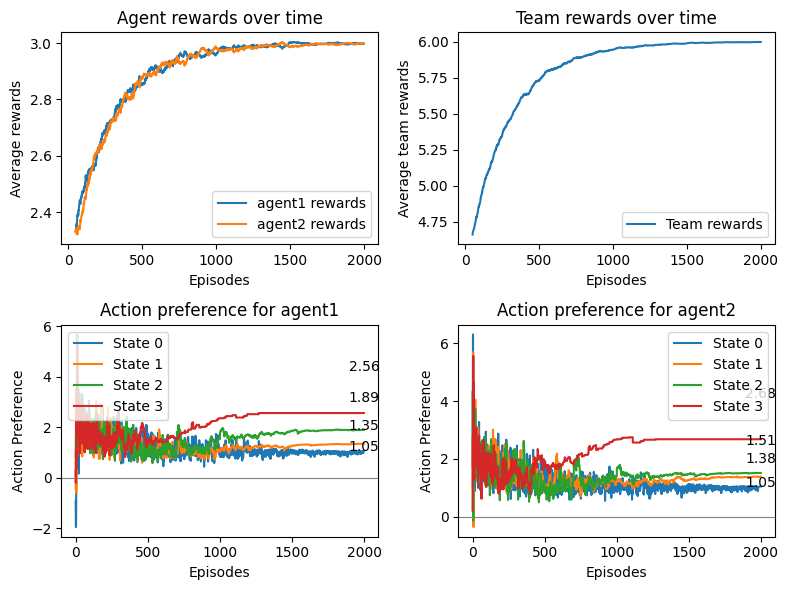 Agent rewards over time
Average rewards
3.0
2.8
2.6
2.4
agent1 rewards
agent2 rewards
0
500
1000
1500
2000
Episodes
Team rewards over time
Average team rewards
6.00
5.75
5.50
5.25
5.00
4.75
Team rewards
0
500
1000
1500
2000
Episodes
Action preference for agent1
Action Preference
6
4
2
0
−2
State 0
State 1
State 2
State 3
2.56
1.89
1.35
1.05
0
500
1000
1500
2000
Episodes
Action preference for agent2
Action Preference
6
4
2
0
State 0
State 1
State 2
State 3
2.68
.51
1.38
1.05
0
500
1000
1500
2000
Episodes